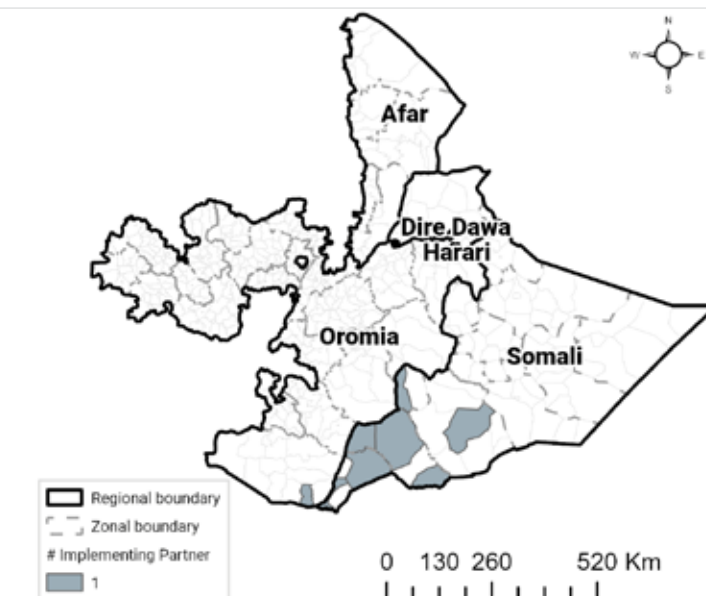 N
W E
S
Afar
Dire Dawa
Harari
Oromia
Somali
Regional boundary
Zonal boundary
# Implementing Partner
1
0 130 260 520 Km